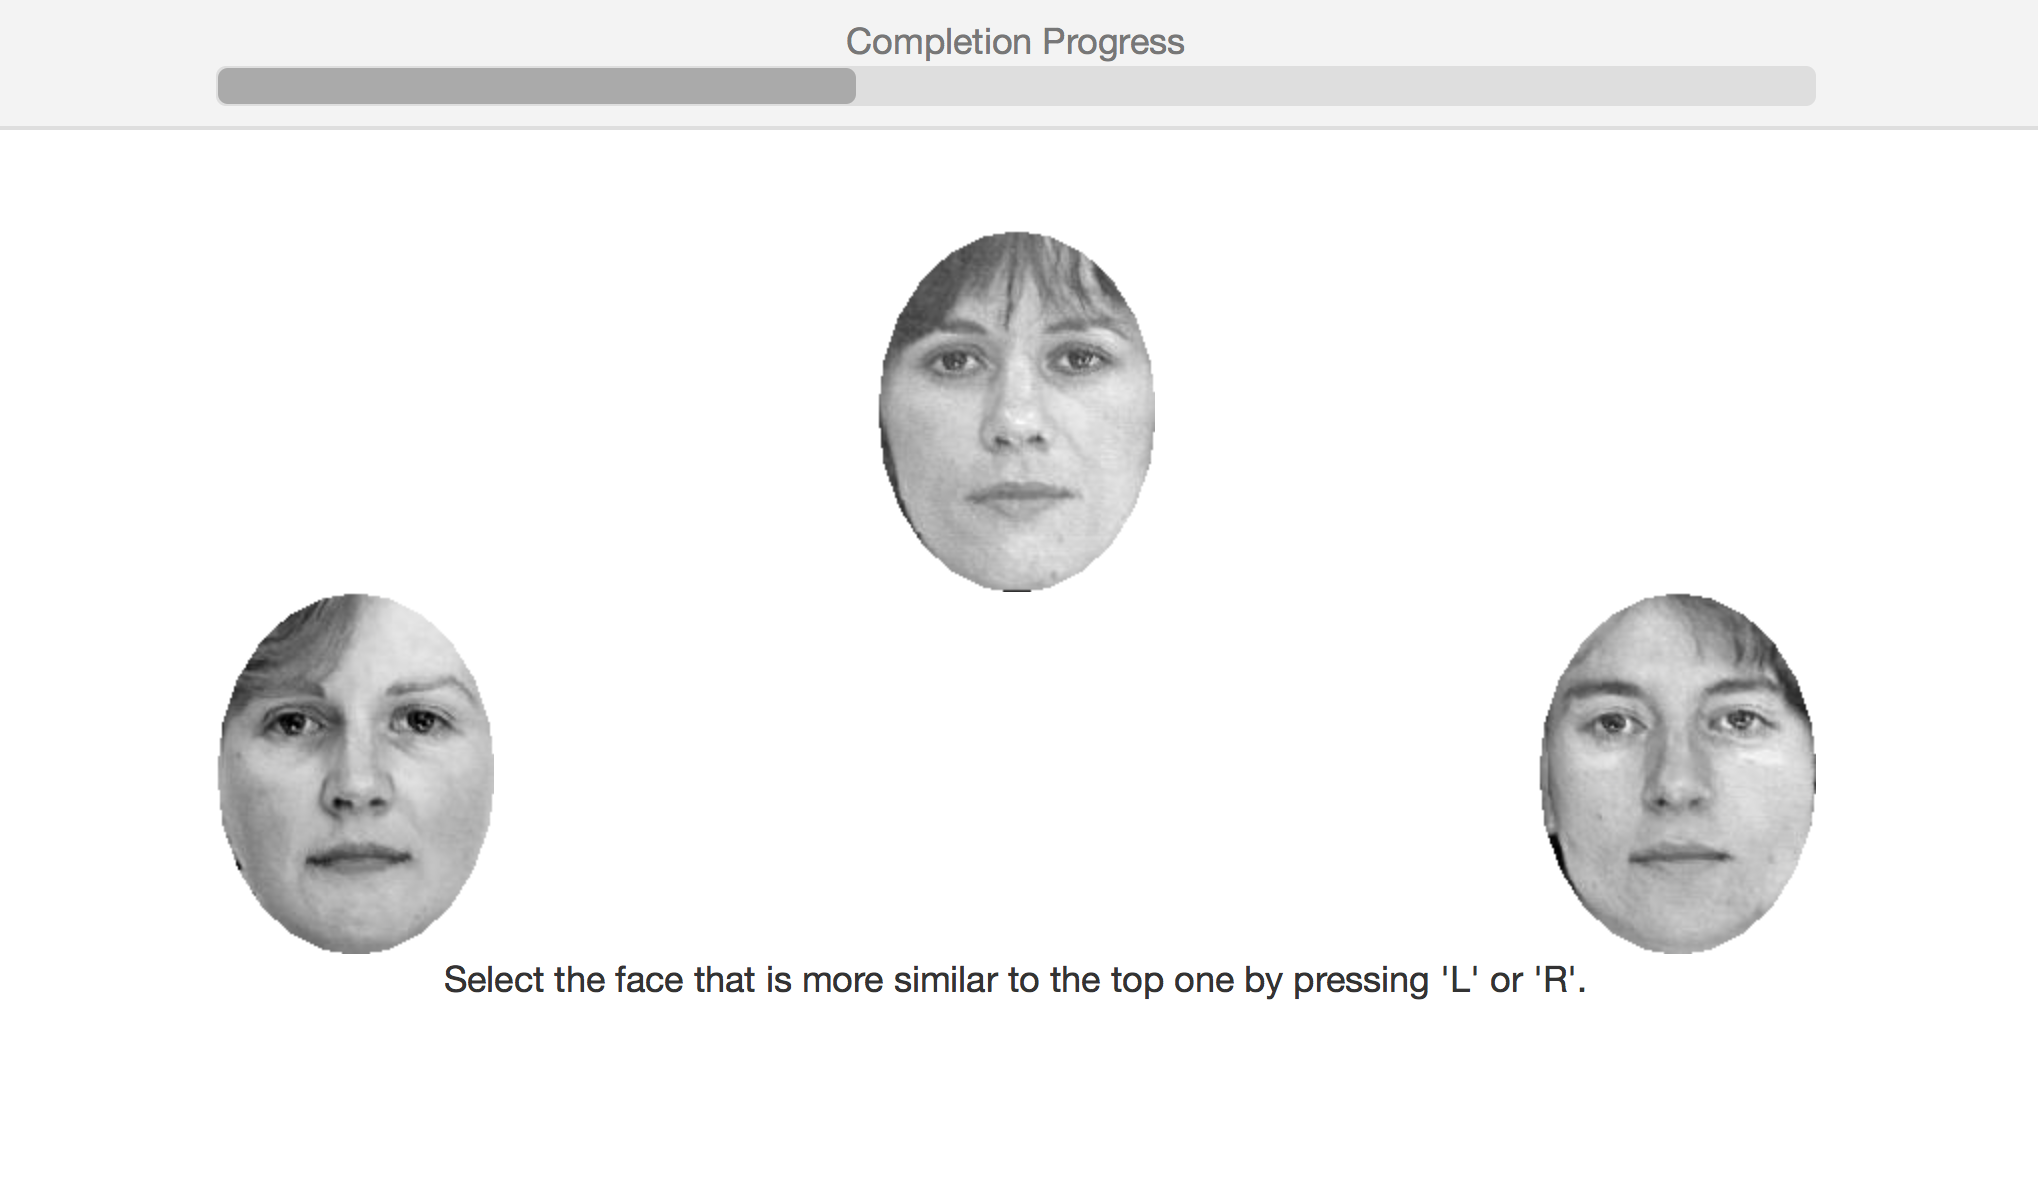 Completion Progress
Select the face that is more similar to the top one by pressing 'L' or 'R'.